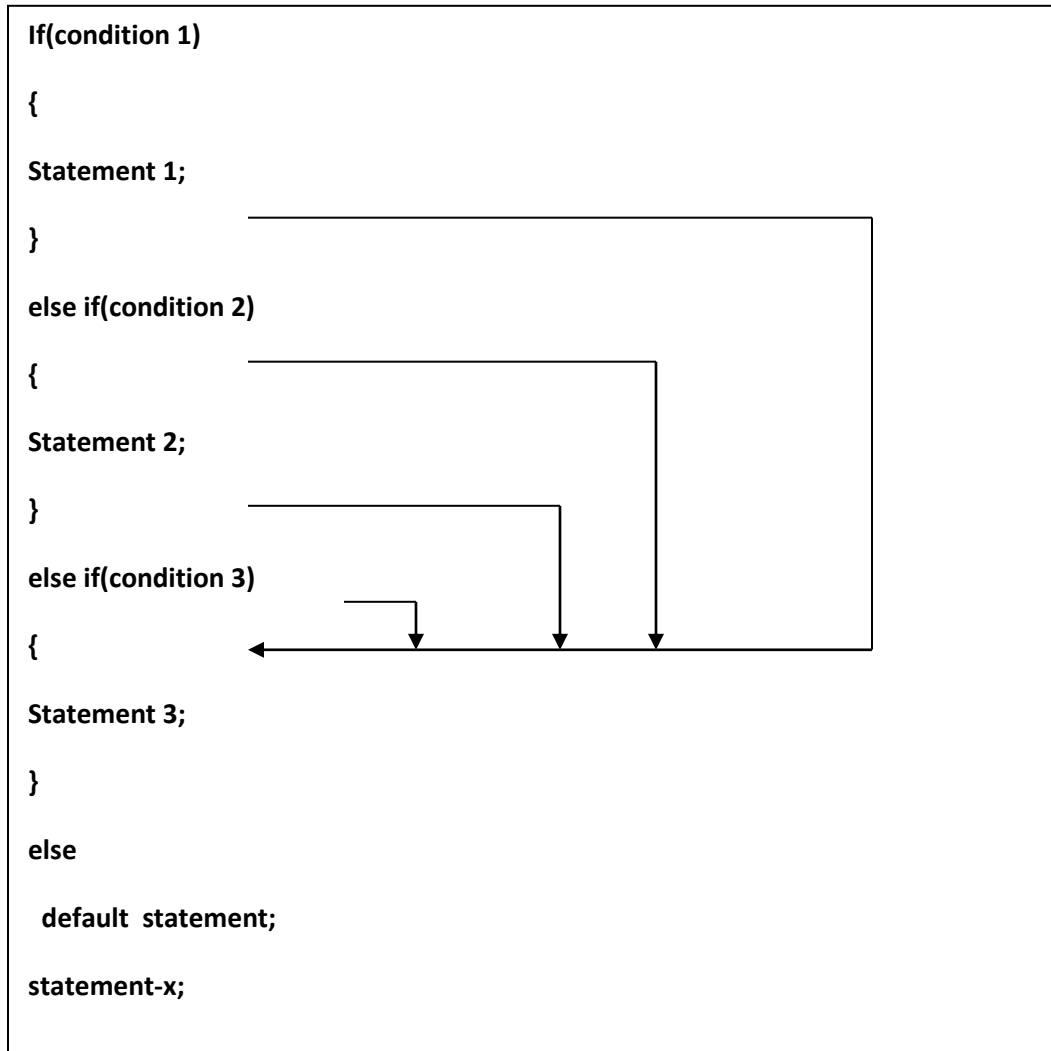 If(condition 1)
{
Statement 1;
}
else if(condition 2)
{
Statement 2;
}
else if(condition 3)
{
Statement 3;
}
else
default statement;
statement-x;